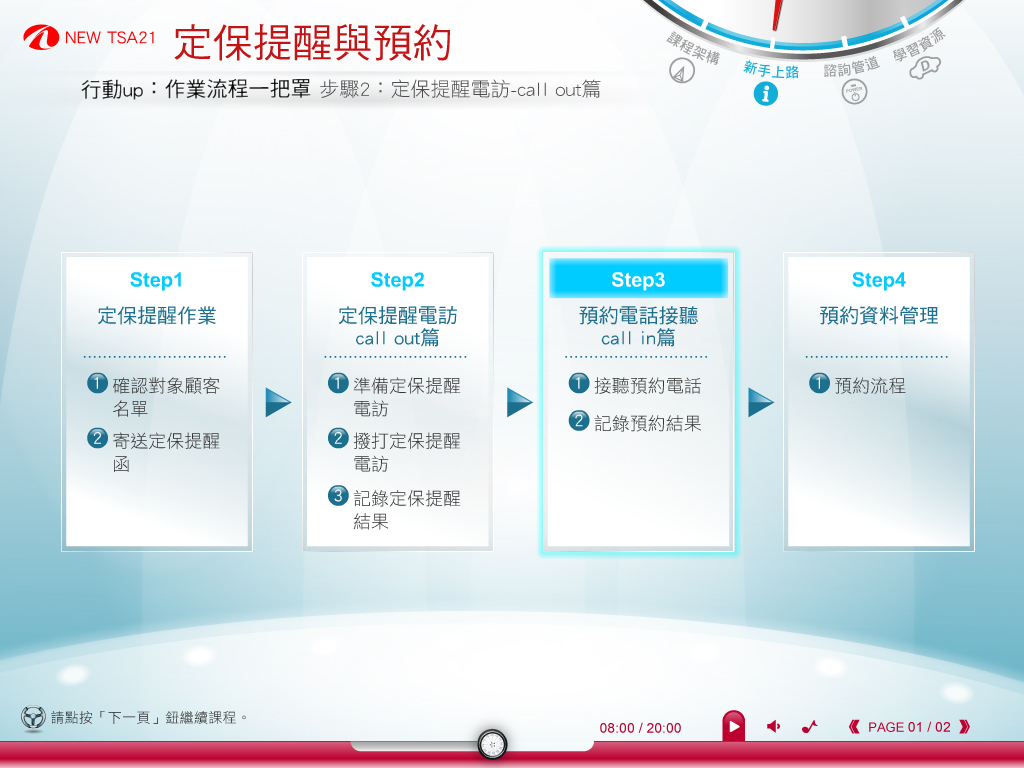 NEW TSA21
定保提醒與預約
行動up：作業流程一把罩 步驟2：定保提醒電訪-call out篇
課程架構
新手上路
諮詢管道
學習資源
i
POWER
D
Step1
定保提醒作業
1 確認對象顧客
名單
2 寄送定保提醒
函
Step2
定保提醒電訪
call out篇
1 準備定保提醒
電訪
2 撥打定保提醒
電訪
3 記錄定保提醒
結果
Step3
預約電話接聽
call in篇
1 接聽預約電話
2 記錄預約結果
Step4
預約資料管理
1 預約流程
請點按「下一頁」鈕繼續課程。
08:00 / 20:00
PAGE 01 / 02